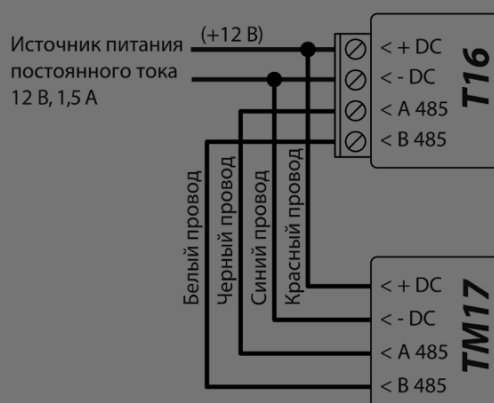 Источник питания
(+12 В)
постоянного тока
12 В, 1,5 А
< + DC
< - DC
< A 485
< B 485
T16
Белый провод
Черный провод
Синий провод
Красный провод
< + DC
< - DC
< A 485
< B 485
TM17